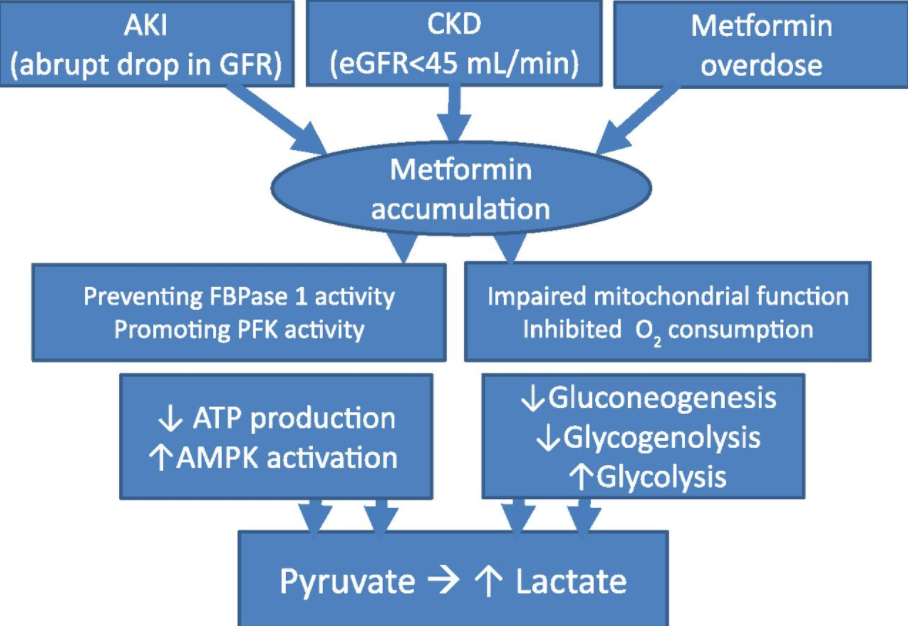 AKI
(abrupt drop in GFR)
CKD
(eGFR<45 mL/min)
Metformin
overdose
Metformin
accumulation
Preventing FBPase 1 activity
Promoting PFK activity
Impaired mitochondrial function
Inhibited O₂ consumption
↓ ATP production
↑AMPK activation
↓Gluconeogenesis
↓Glycogenolysis
↑Glycolysis
Pyruvate → ↑ Lactate